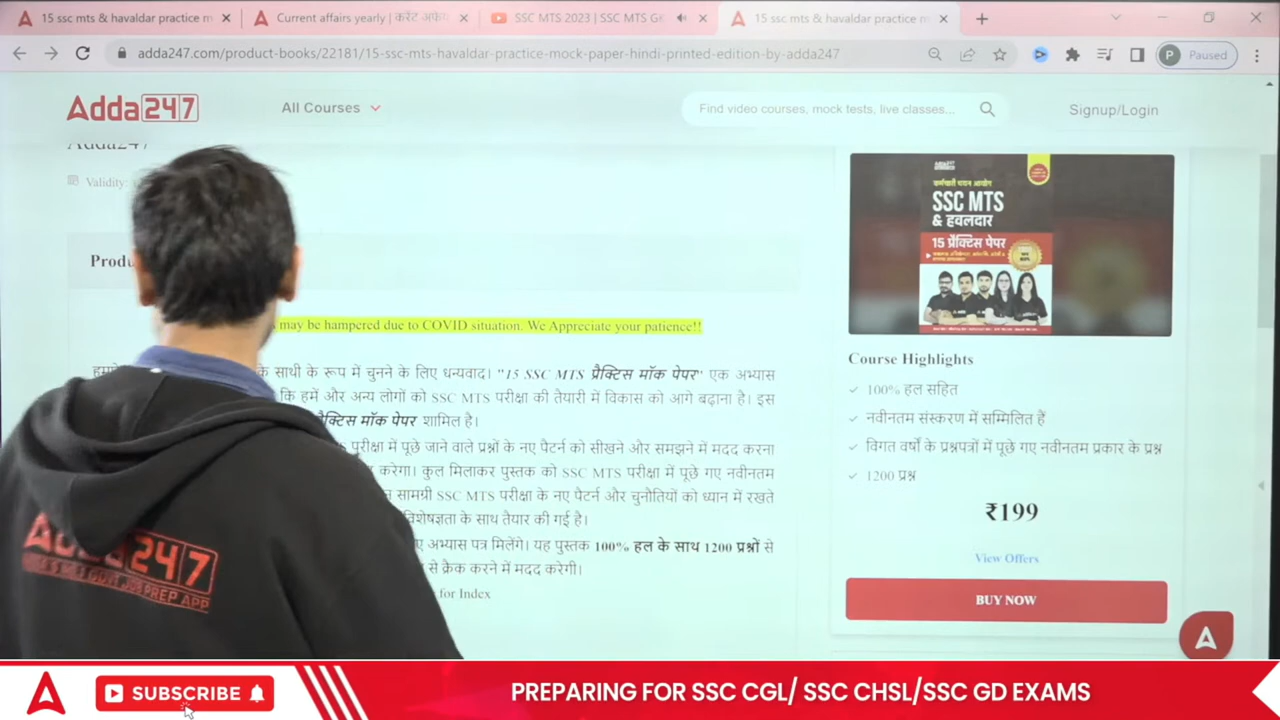 15 ssc mts & havaldar practice m
Current affairs yearly | करेंट अफेय
SSC MTS 2023 | SSC MTS G
15 ssc mts & havaldar practice m
adda247.com/product-books/22181/15-ssc-mts-havaldar-practice-mock-paper-hindi-printed-edition-by-adda247
P Paused
Adda247
All Courses
Find video courses, mock tests, live classes...
Signup/Login
Adda247
Validity:
Produ
may be hampered due to COVID situation. We Appreciate your patience!!
के साथी के रूप में चुनने के लिए धन्यवाद। "15 SSC MTS प्रैक्टिस मॉक पेपर" एक अभ्यास
कि हमें और अन्य लोगों को SSC MTS परीक्षा की तैयारी में विकास को आगे बढ़ाना है। इस
प्रैक्टिस मॉक पेपर शामिल है।
परीक्षा में पूछे जाने वाले प्रश्नों के नए पैटर्न को सीखने और समझने में मदद करना
करेगा। कुल मिलाकर पुस्तक को SSC MTS परीक्षा में पूछे गए नवीनतम
सामग्री SSC MTS परीक्षा के नए पैटर्न और चुनौतियों को ध्यान में रखते
विशेषज्ञता के साथ तैयार की गई है।
अभ्यास पत्र मिलेंगे। यह पुस्तक 100% हल के साथ 1200 प्रश्नों से
से क्रैक करने में मदद करेगी।
for Index
कर्मचारी चयन आयोग
SSC MTS
& हवलदार
15 प्रैक्टिस पेपर
Course Highlights
100% हल सहित
नवीनतम संस्करण में सम्मिलित हैं
विगत वर्षों के प्रश्नपत्रों में पूछे गए नवीनतम प्रकार के प्रश्न
1200 प्रश्न
₹199
View Offers
BUY NOW
Adda247
SUBSCRIBE
PREPARING FOR SSC CGL/ SSC CHSL/SSC GD EXAMS